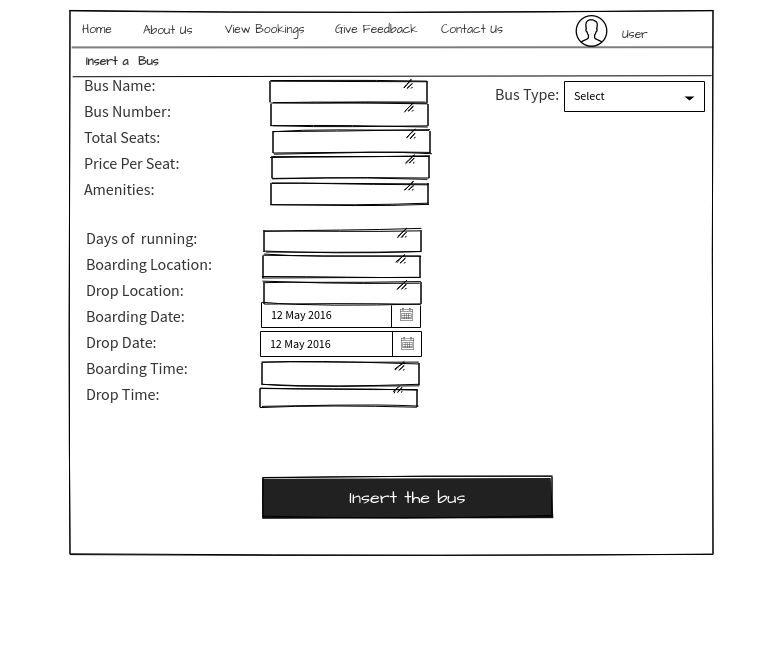 Home About Us View Bookings Give Feedback Contact Us User
Insert a Bus
Bus Name:
Bus Type: Select
Bus Number:
Total Seats:
Price Per Seat:
Amenities:
Days of running:
Boarding Location:
Drop Location:
Boarding Date: 12 May 2016
Drop Date: 12 May 2016
Boarding Time:
Drop Time:
Insert the bus